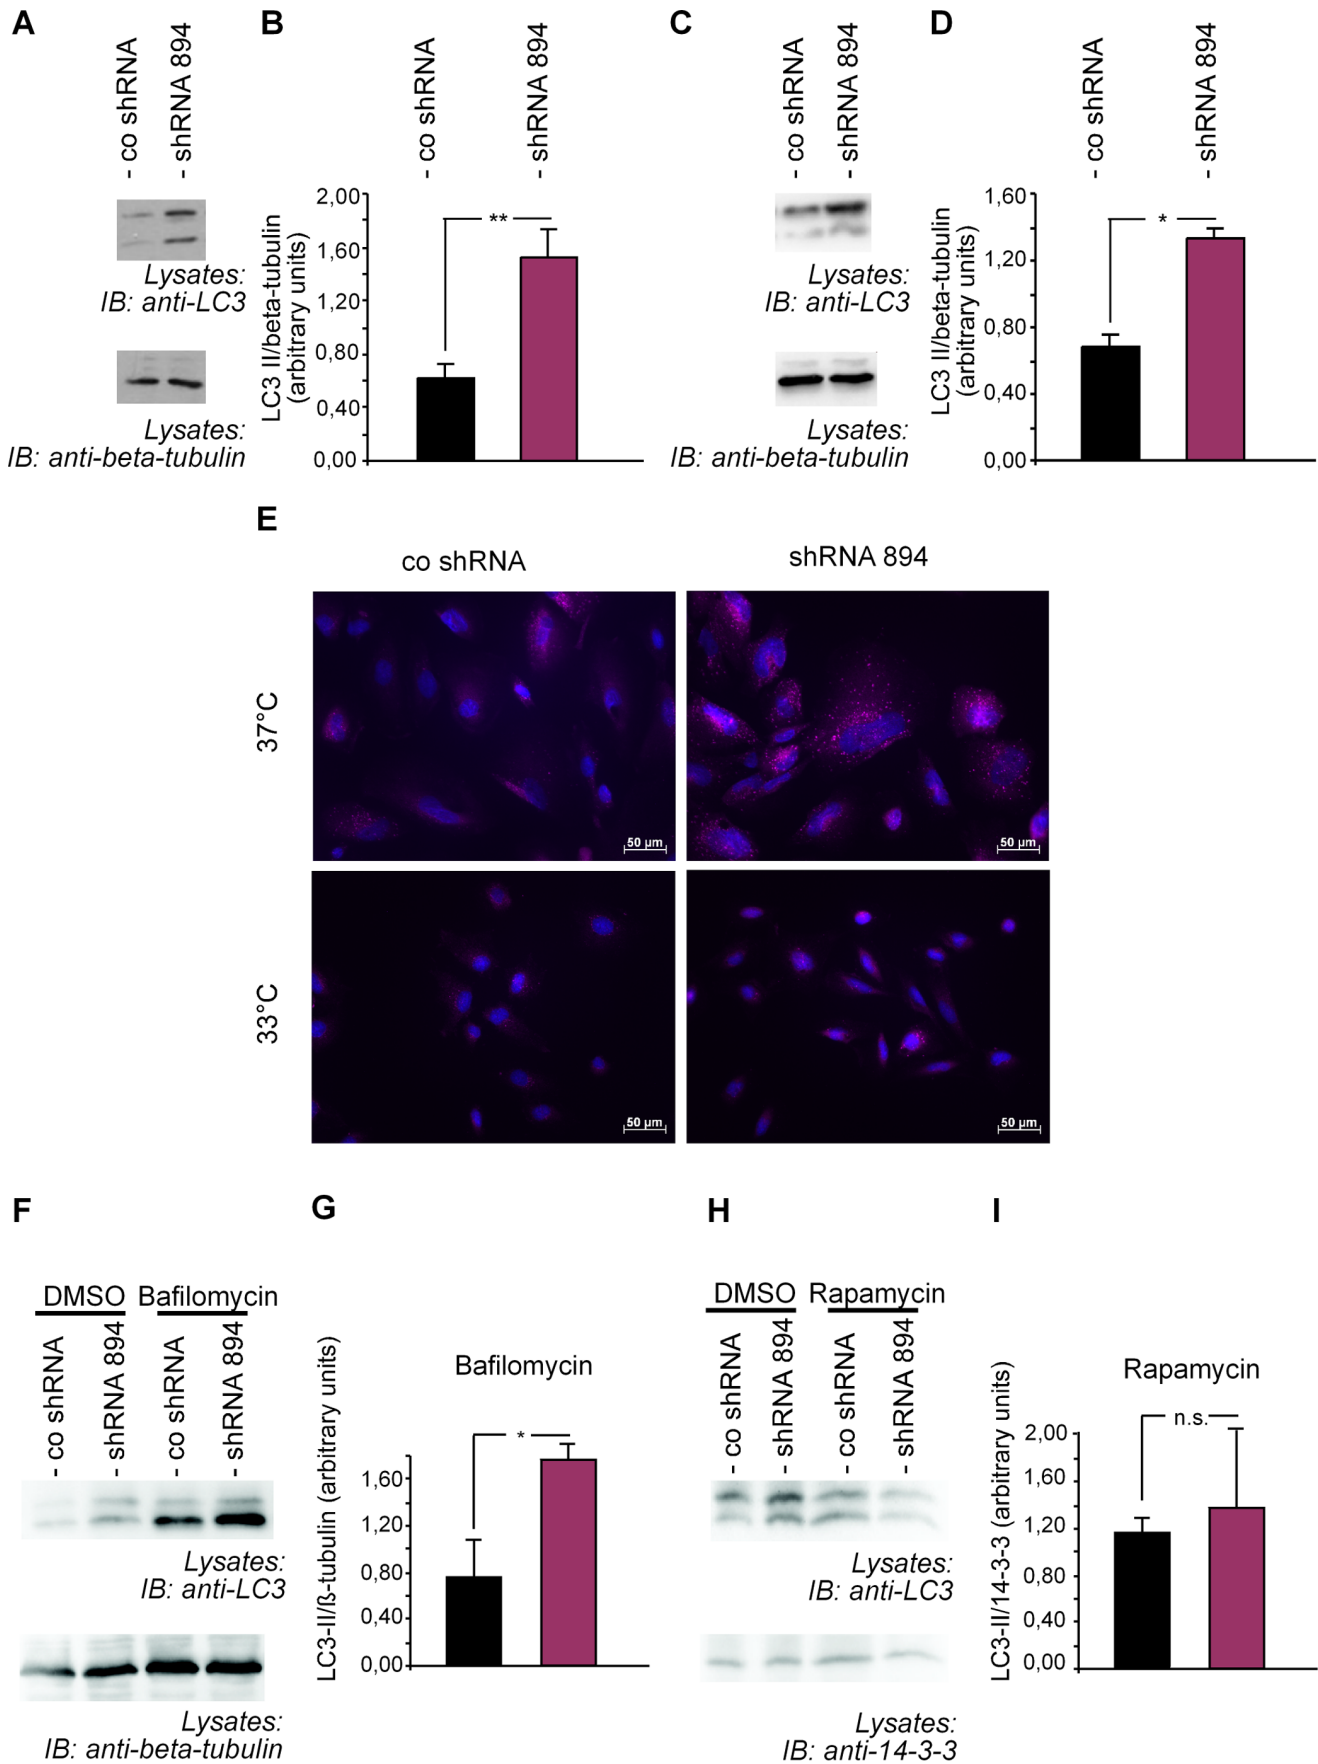 A
- co shRNA
- shRNA 894
Lysates:
IB: anti-LC3
Lysates:
IB: anti-beta-tubulin
B
- co shRNA
- shRNA 894
LC3 II/beta-tubulin
(arbitrary units)
2,00
1,60
1,20
0,80
0,40
0,00
**
C
- co shRNA
- shRNA 894
Lysates:
IB: anti-LC3
Lysates:
IB: anti-beta-tubulin
D
- co shRNA
- shRNA 894
LC3 II/beta-tubulin
(arbitrary units)
1,60
1,20
0,80
0,40
0,00
*
E
co shRNA
shRNA 894
37°C
50 µm
50 µm
33°C
50 µm
50 µm
F
DMSO Bafilomycin
- co shRNA
- shRNA 894
- co shRNA
- shRNA 894
Lysates:
IB: anti-LC3
Lysates:
IB: anti-beta-tubulin
G
Bafilomycin
LC3-II/ß-tubulin (arbitrary units)
1,60
1,20
0,80
0,40
0,00
*
H
DMSO Rapamycin
- co shRNA
- shRNA 894
- co shRNA
- shRNA 894
Lysates:
IB: anti-LC3
Lysates:
IB: anti-14-3-3
I
Rapamycin
LC3-II/14-3-3 (arbitrary units)
2,00
1,60
1,20
0,80
0,40
0,00
n.s.